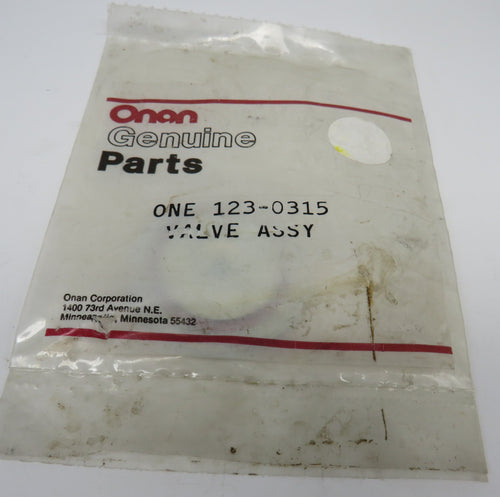 Onan
Genuine
Parts
ONE 123-0315
VALVE ASSY
Onan Corporation
1400 73rd Avenue N.E.
Minneapolis, Minnesota 55432